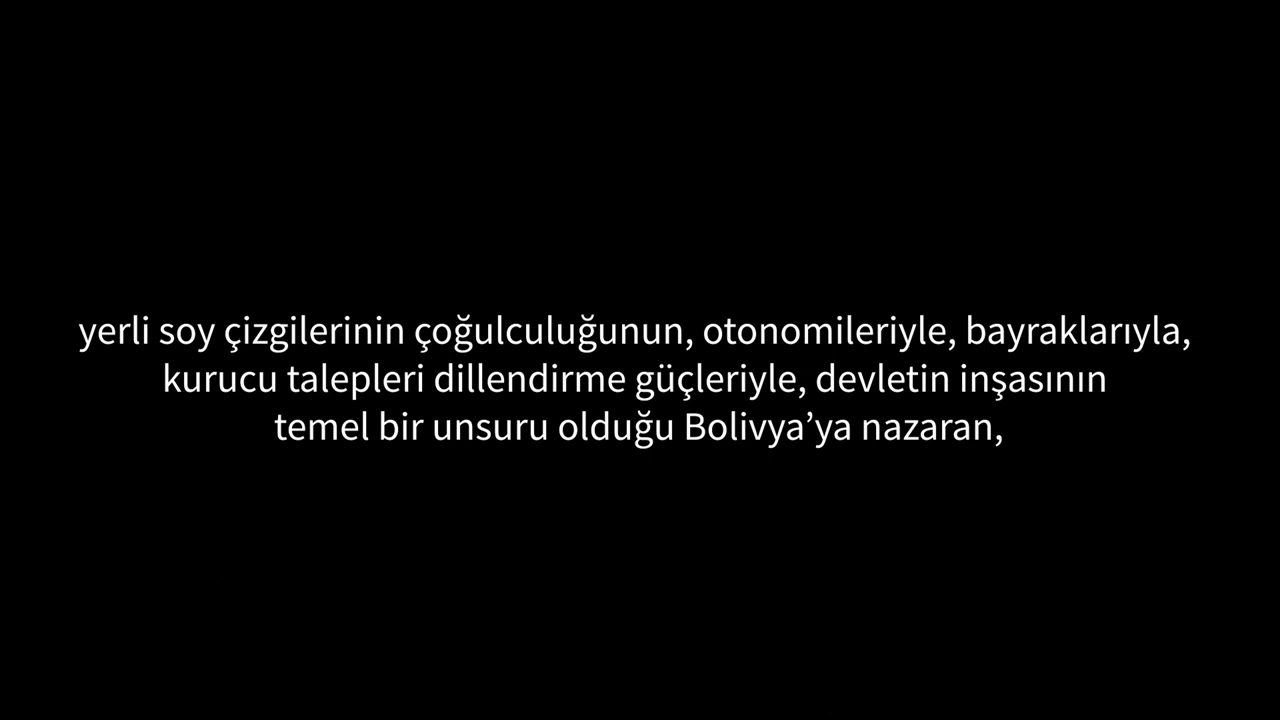 yerli soy çizgilerinin çoğulculuğunun, otonomileriyle, bayraklarıyla,
kurucu talepleri dillendirme güçleriyle, devletin inşasının
temel bir unsuru olduğu Bolivya’ya nazaran,